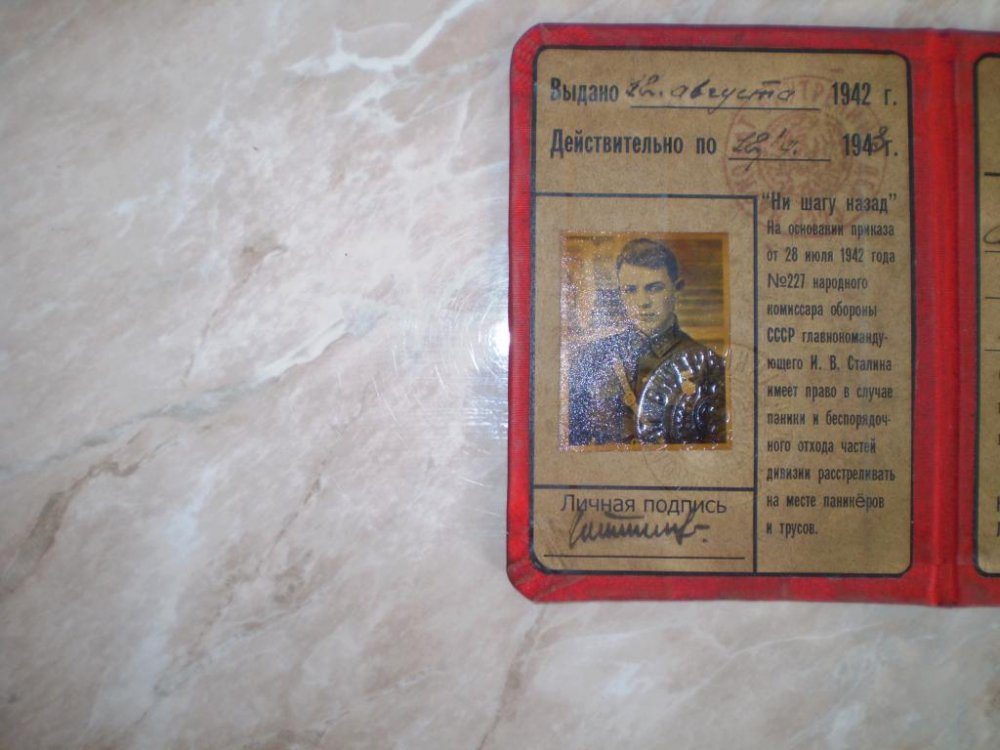 Выдано 22. августа 1942 г.
Действительно по 1943 г.
"Ни шагу назад"
На основании приказа
от 28 июля 1942 года
№227 народного
комиссара обороны
СССР главнономанду-
ющего И. В. Сталина
имеет право в случае
паники и беспорядоч-
ного отхода частей
дивизии расстреливать
на месте паникёров
и трусов.
Личная подпись